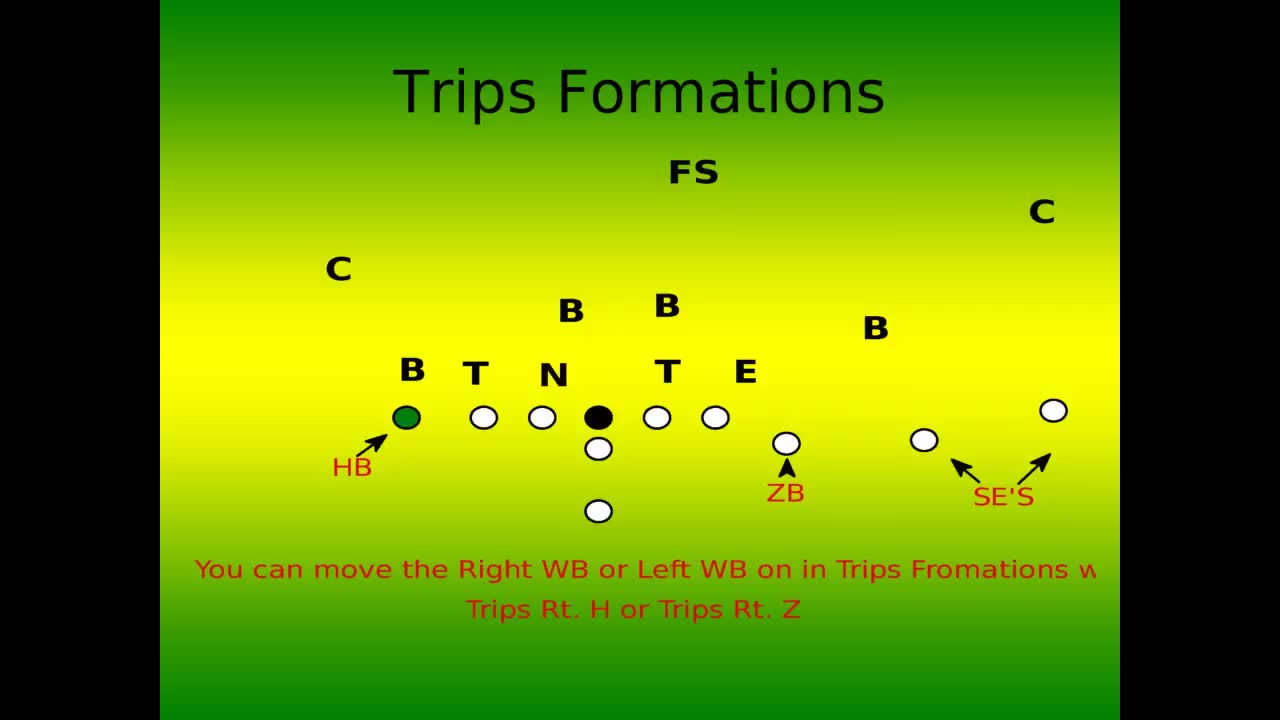 Trips Formations
FS
C
C
B
B
B
B
T
N
T
E
HB
ZB
SE'S
You can move the Right WB or Left WB on in Trips Fromations w
Trips Rt. H or Trips Rt. Z